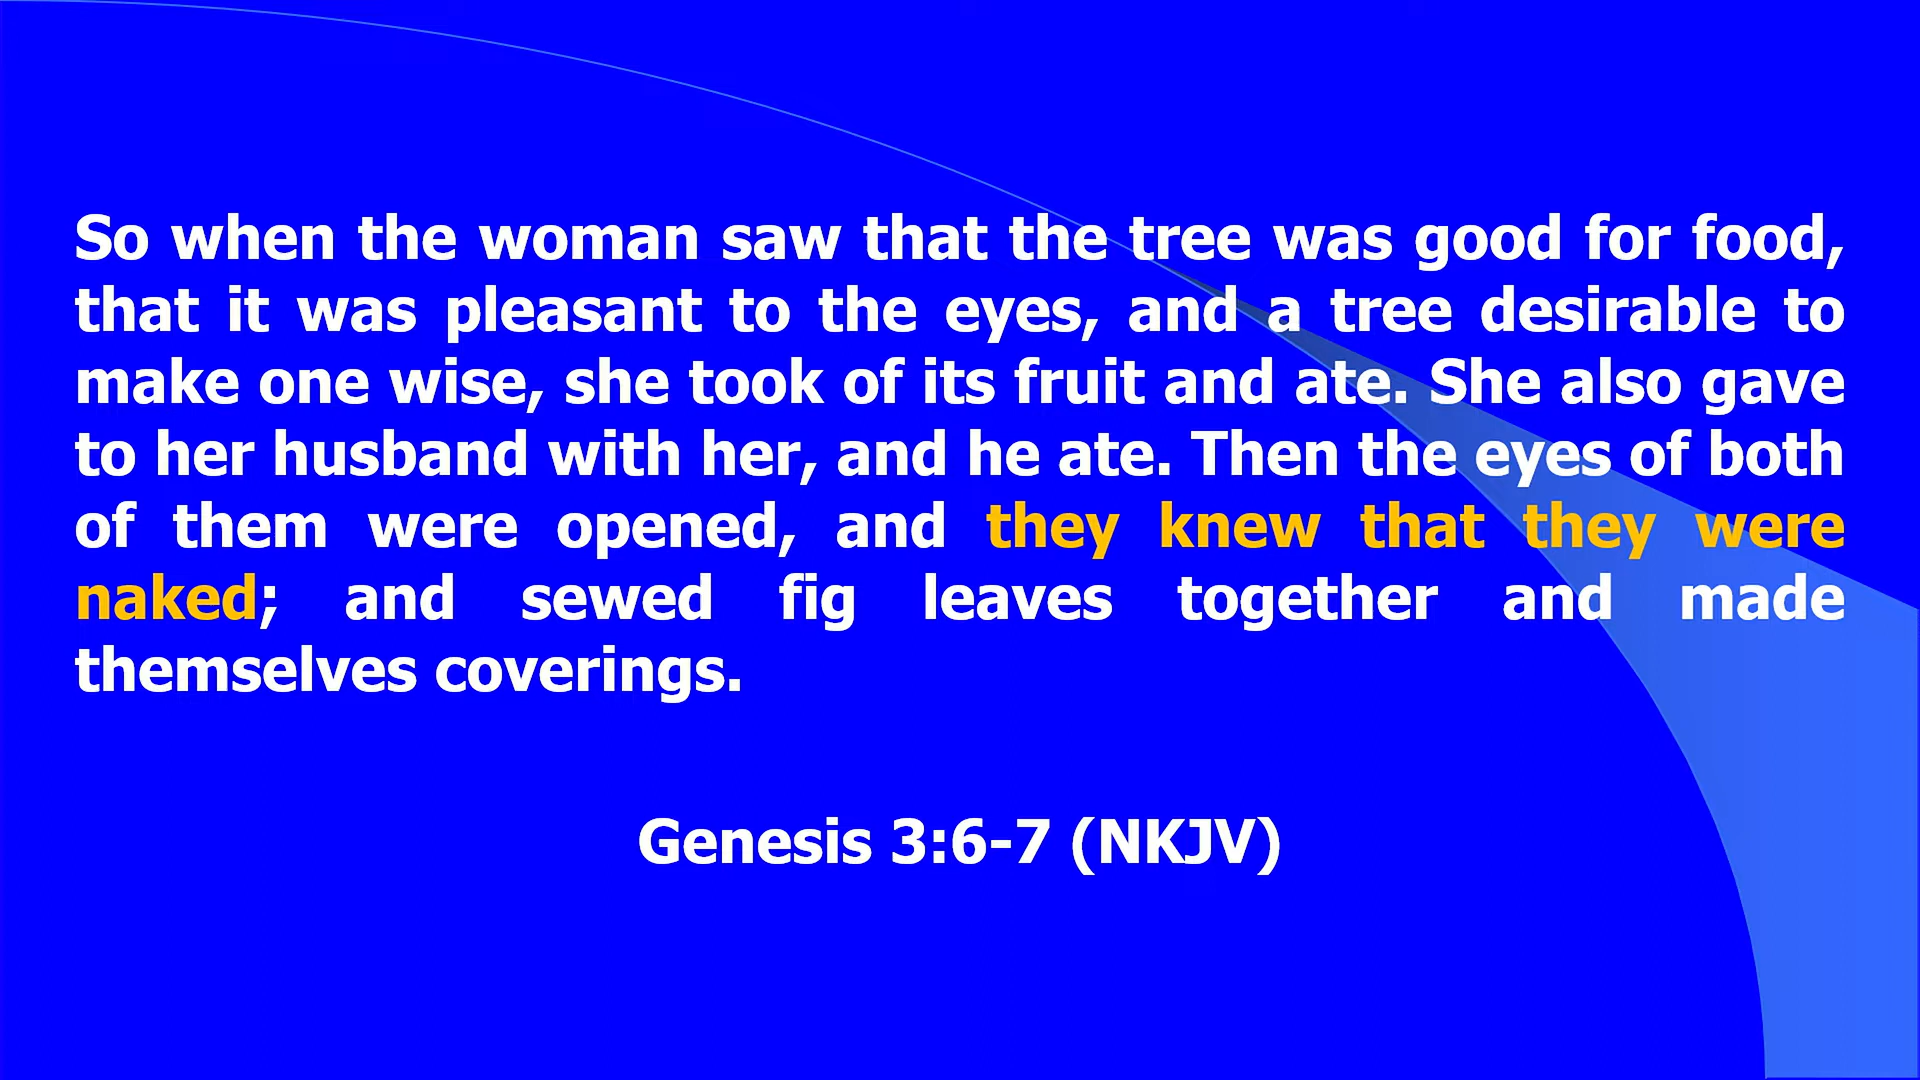 So when the woman saw that the tree was good for food,
that it was pleasant to the eyes, and a tree desirable to
make one wise, she took of its fruit and ate. She also gave
to her husband with her, and he ate. Then the eyes of both
of them were opened, and they knew that they were
naked; and sewed fig leaves together and made
themselves coverings.
Genesis 3:6-7 (NKJV)